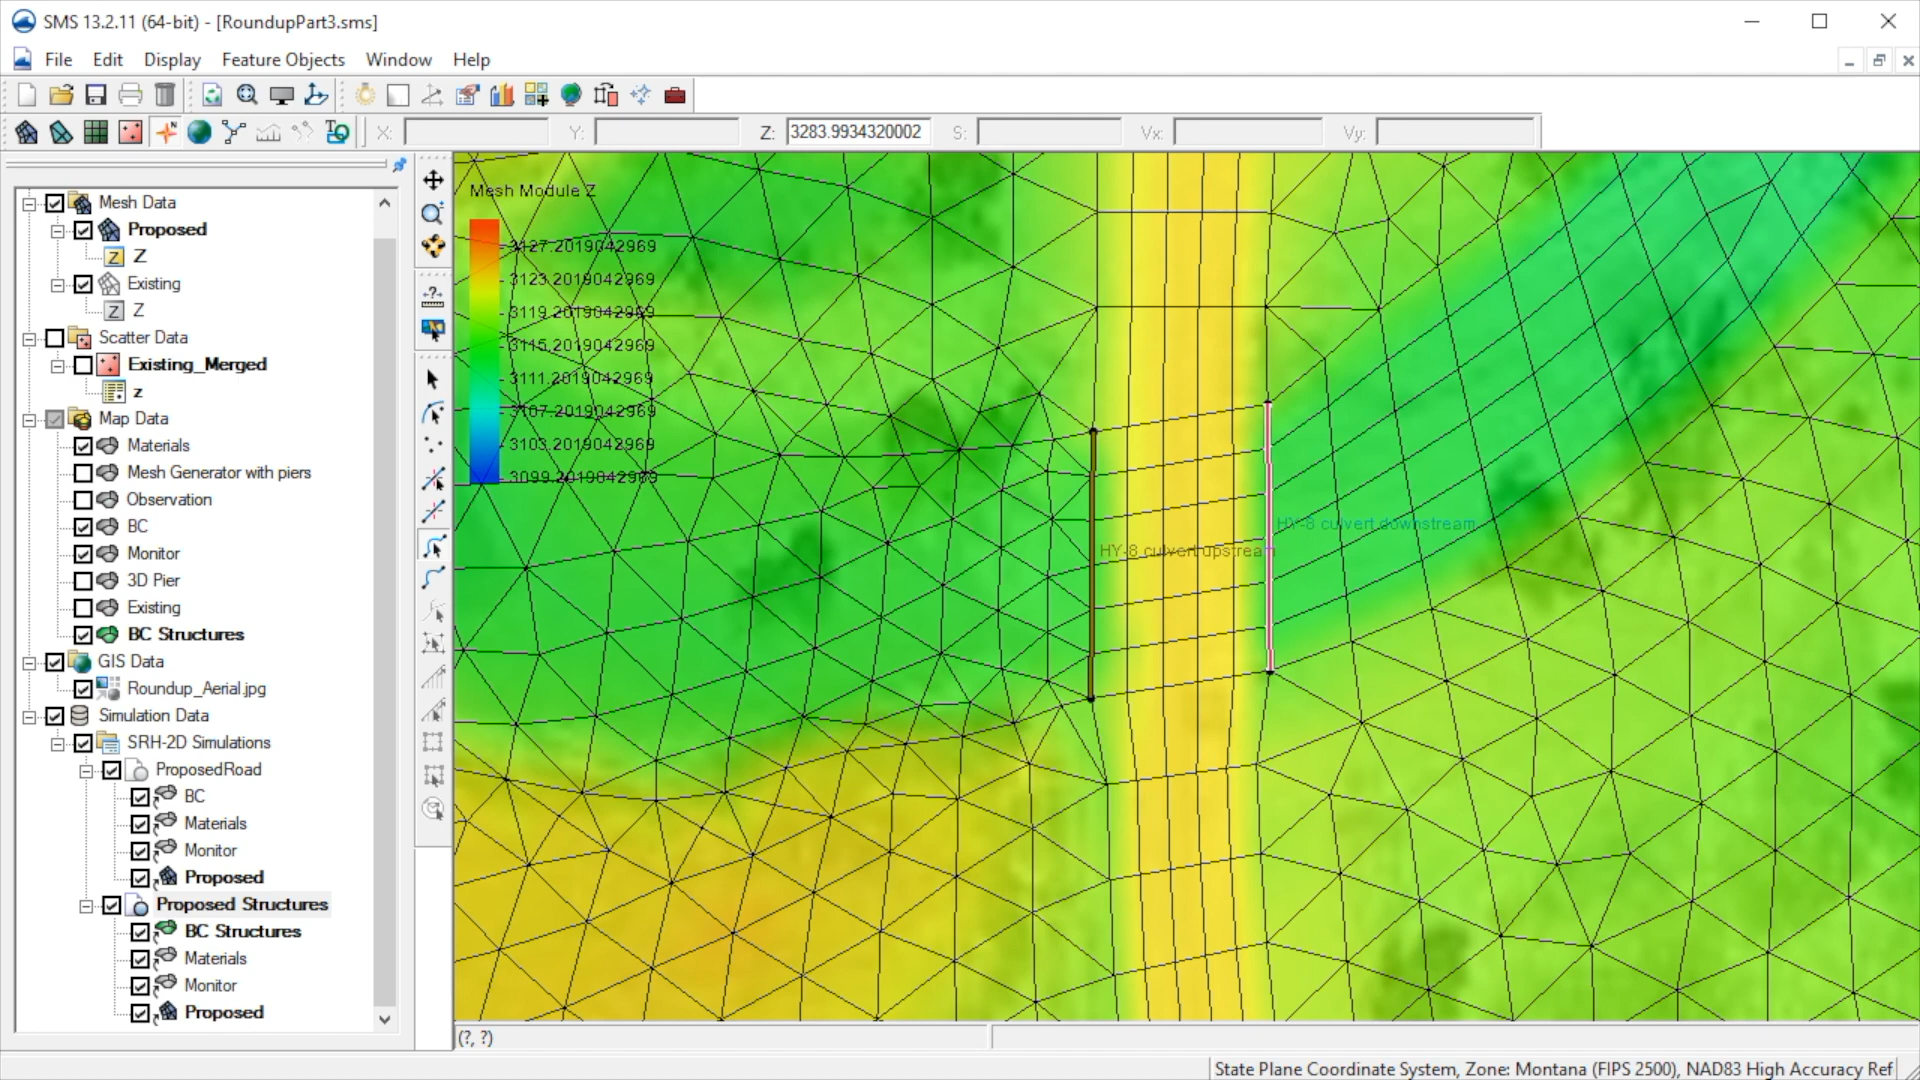 SMS 13.2.11 (64-bit) - [RoundupPart3.sms]
File Edit Display Feature Objects Window Help
X: Y: Z: 3283.9934320002 S: Vx: Vy:
Mesh Data
Proposed
Z
Existing
Z
Scatter Data
Existing_Merged
z
Map Data
Materials
Mesh Generator with piers
Observation
BC
Monitor
3D Pier
Existing
BC Structures
GIS Data
Roundup_Aerial.jpg
Simulation Data
SRH-2D Simulations
ProposedRoad
BC
Materials
Monitor
Proposed
Proposed Structures
BC Structures
Materials
Monitor
Proposed
Mesh Module Z
3127.2019042969
3123.2019042969
3119.2019042969
3115.2019042969
3111.2019042969
3107.2019042969
3103.2019042969
3099.2019042969
HY-8 culvert downstream
HY-8 culvert upstream
(?, ?)
State Plane Coordinate System, Zone: Montana (FIPS 2500), NAD83 High Accuracy Ref